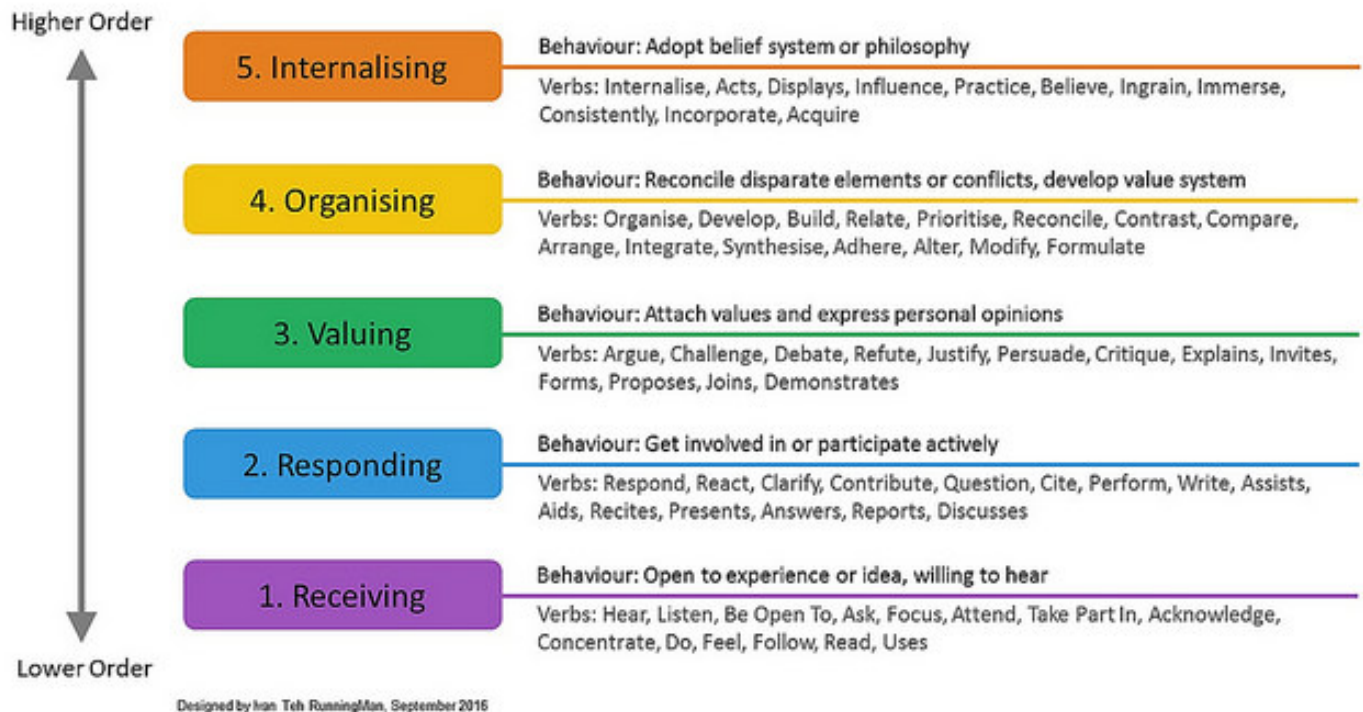 Higher Order
5. Internalising
Behaviour: Adopt belief system or philosophy
Verbs: Internalise, Acts, Displays, Influence, Practice, Believe, Ingrain, Immerse,
Consistently, Incorporate, Acquire
4. Organising
Behaviour: Reconcile disparate elements or conflicts, develop value system
Verbs: Organise, Develop, Build, Relate, Prioritise, Reconcile, Contrast, Compare,
Arrange, Integrate, Synthesise, Adhere, Alter, Modify, Formulate
3. Valuing
Behaviour: Attach values and express personal opinions
Verbs: Argue, Challenge, Debate, Refute, Justify, Persuade, Critique, Explains, Invites,
Forms, Proposes, Joins, Demonstrates
2. Responding
Behaviour: Get involved in or participate actively
Verbs: Respond, React, Clarify, Contribute, Question, Cite, Perform, Write, Assists,
Aids, Recites, Presents, Answers, Reports, Discusses
1. Receiving
Behaviour: Open to experience or idea, willing to hear
Verbs: Hear, Listen, Be Open To, Ask, Focus, Attend, Take Part In, Acknowledge,
Concentrate, Do, Feel, Follow, Read, Uses
Lower Order
Designed by Teh RunningMan, September 2016